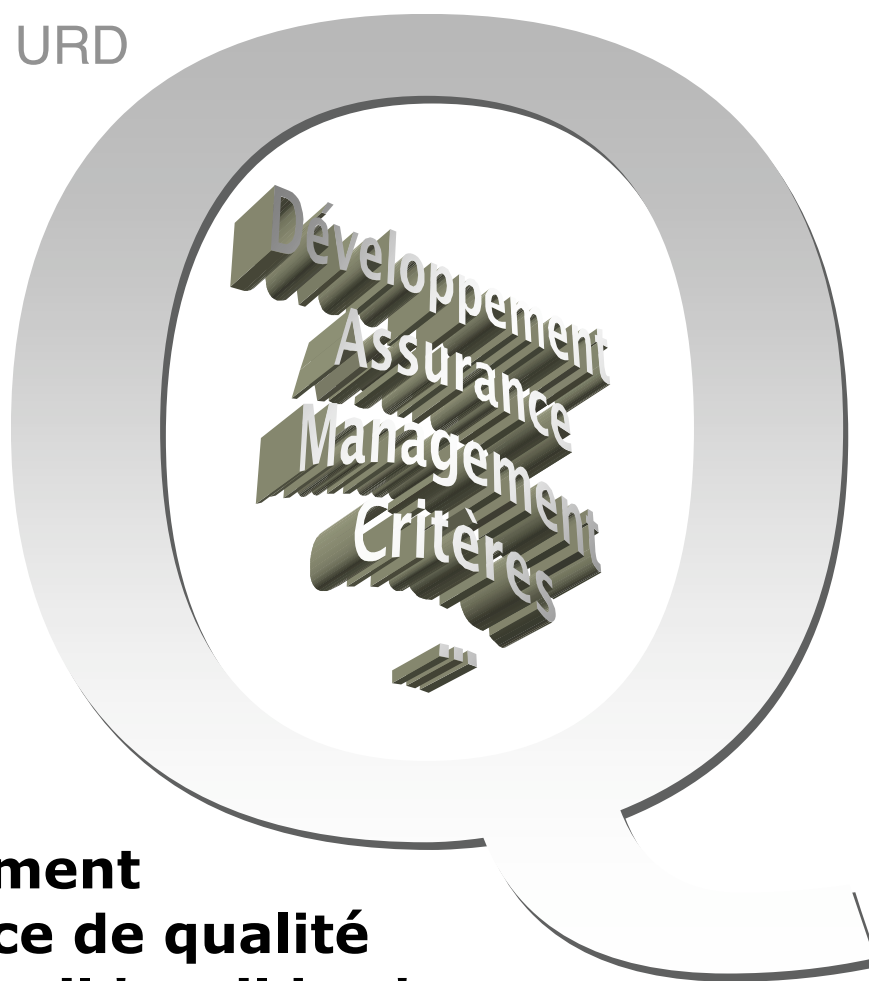 URD
Q
Développement
Assurance
Management
Critères
...
ment
ce de qualité